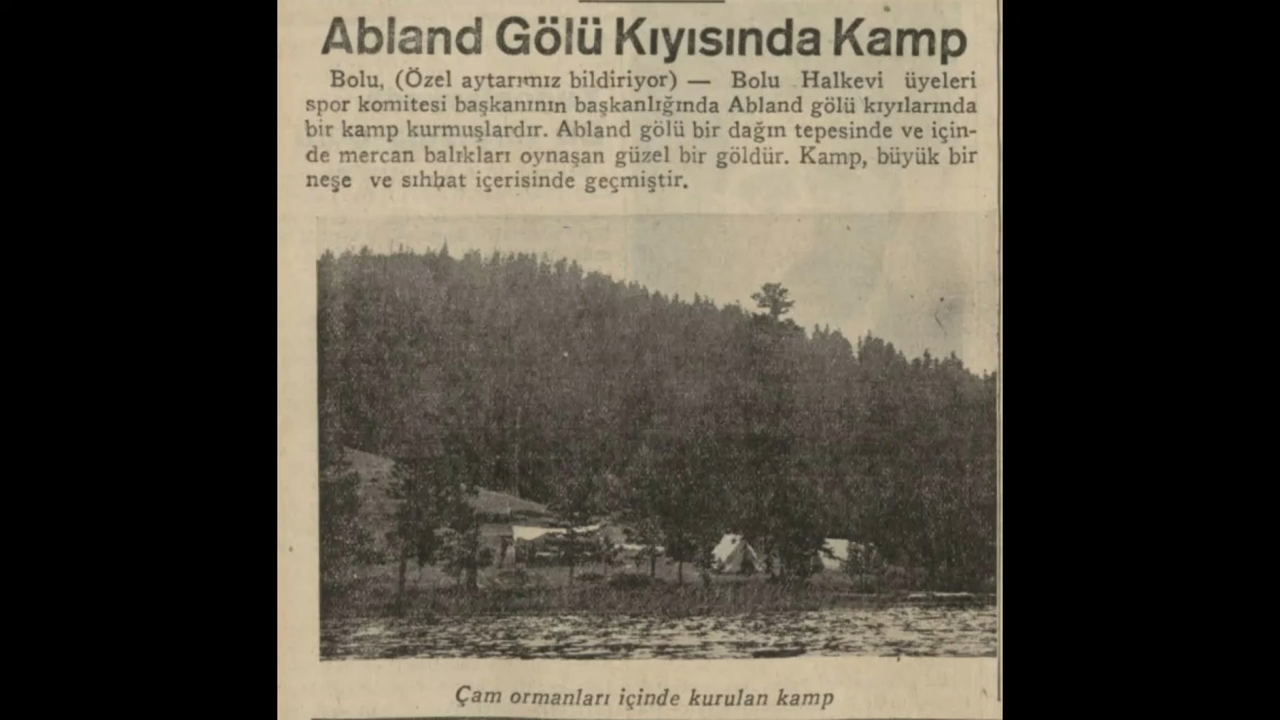 Abland Gölü Kıyısında Kamp
Bolu, (Özel aytarımız bildiriyor) — Bolu Halkevi üyeleri
spor komitesi başkanının başkanlığında Abland gölü kıyılarında
bir kamp kurmuşlardır. Abland gölü bir dağın tepesinde ve için-
de mercan balıkları oynaşan güzel bir göldür. Kamp, büyük bir
neşe ve sıhhat içerisinde geçmiştir.
Çam ormanları içinde kurulan kamp